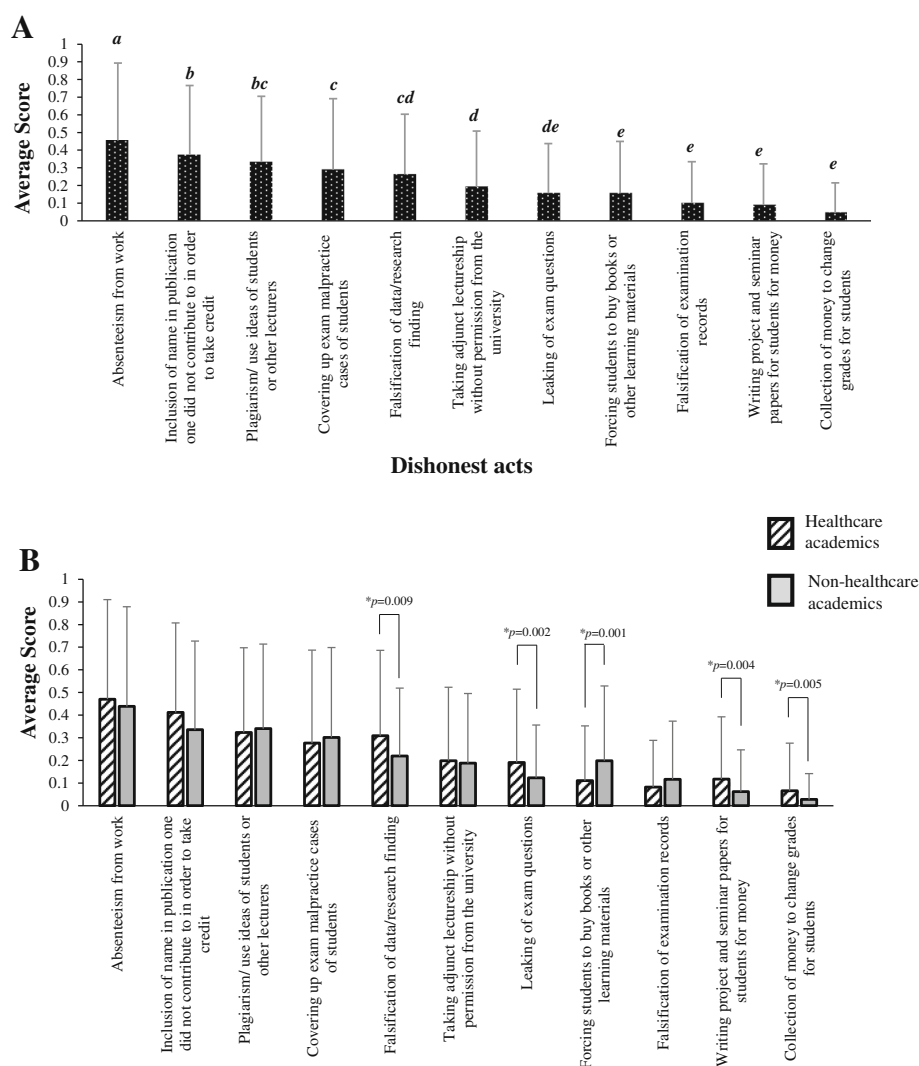 A
Average Score
1
0.9
0.8
0.7
0.6
0.5
0.4
0.3
0.2
0.1
0
a
b
bc
c
cd
d
de
e
e
e
e
Absenteeism from work
Inclusion of name in publication
one did not contribute to in order
to take credit
Plagiarism/ use ideas of students
or other lecturers
Covering up exam malpractice
cases of students
Falsification of data/research
finding
Taking adjunct lectureship
without permission from the
university
Leaking of exam questions
Forcing students to buy books or
other learning materials
Falsification of examination
records
Writing project and seminar
papers for students for money
Collection of money to change
grades for students
Dishonest acts
Healthcare
academics
Non-healthcare
academics
B
Average Score
1
0.9
0.8
0.7
0.6
0.5
0.4
0.3
0.2
0.1
0
*p=0.009
*p=0.002
*p=0.001
*p=0.004
*p=0.005
Absenteeism from work
Inclusion of name in publication one
did not contribute to in order to take
credit
Plagiarism/ use ideas of students or
other lecturers
Covering up exam malpractice cases
of students
Falsification of data/research finding
Taking adjunct lectureship without
permission from the university
Leaking of exam questions
Forcing students to buy books or other
learning materials
Falsification of examination records
Writing project and seminar papers for
students for money
Collection of money to change grades
for students